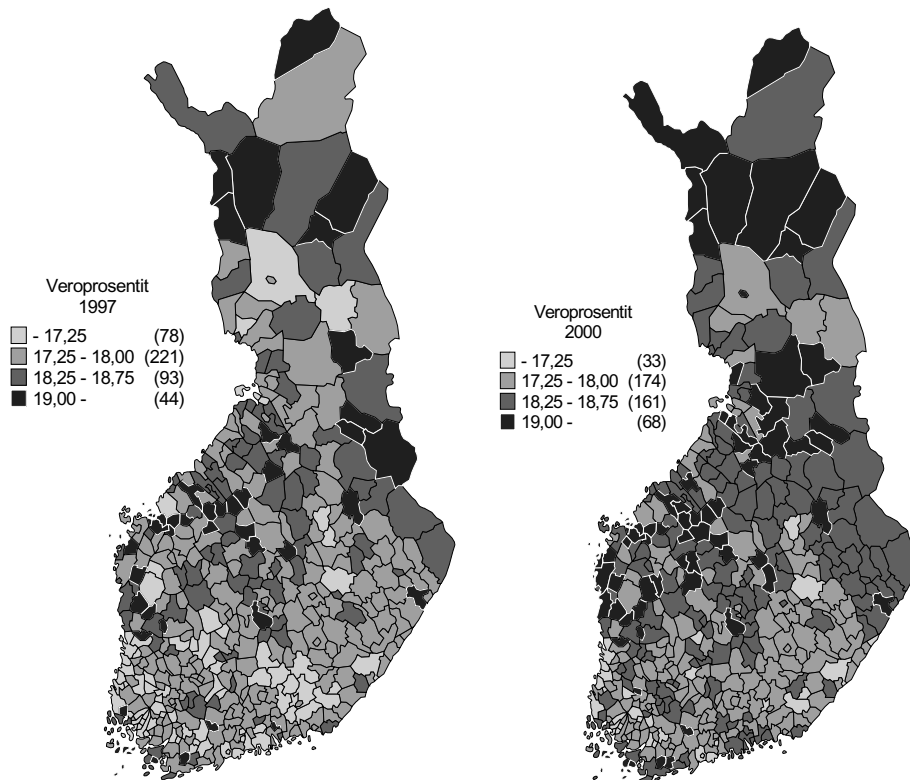 Veroprosentit
1997
- 17,25 (78)
17,25 - 18,00 (221)
18,25 - 18,75 (93)
19,00 - (44)
Veroprosentit
2000
- 17,25 (33)
17,25 - 18,00 (174)
18,25 - 18,75 (161)
19,00 - (68)